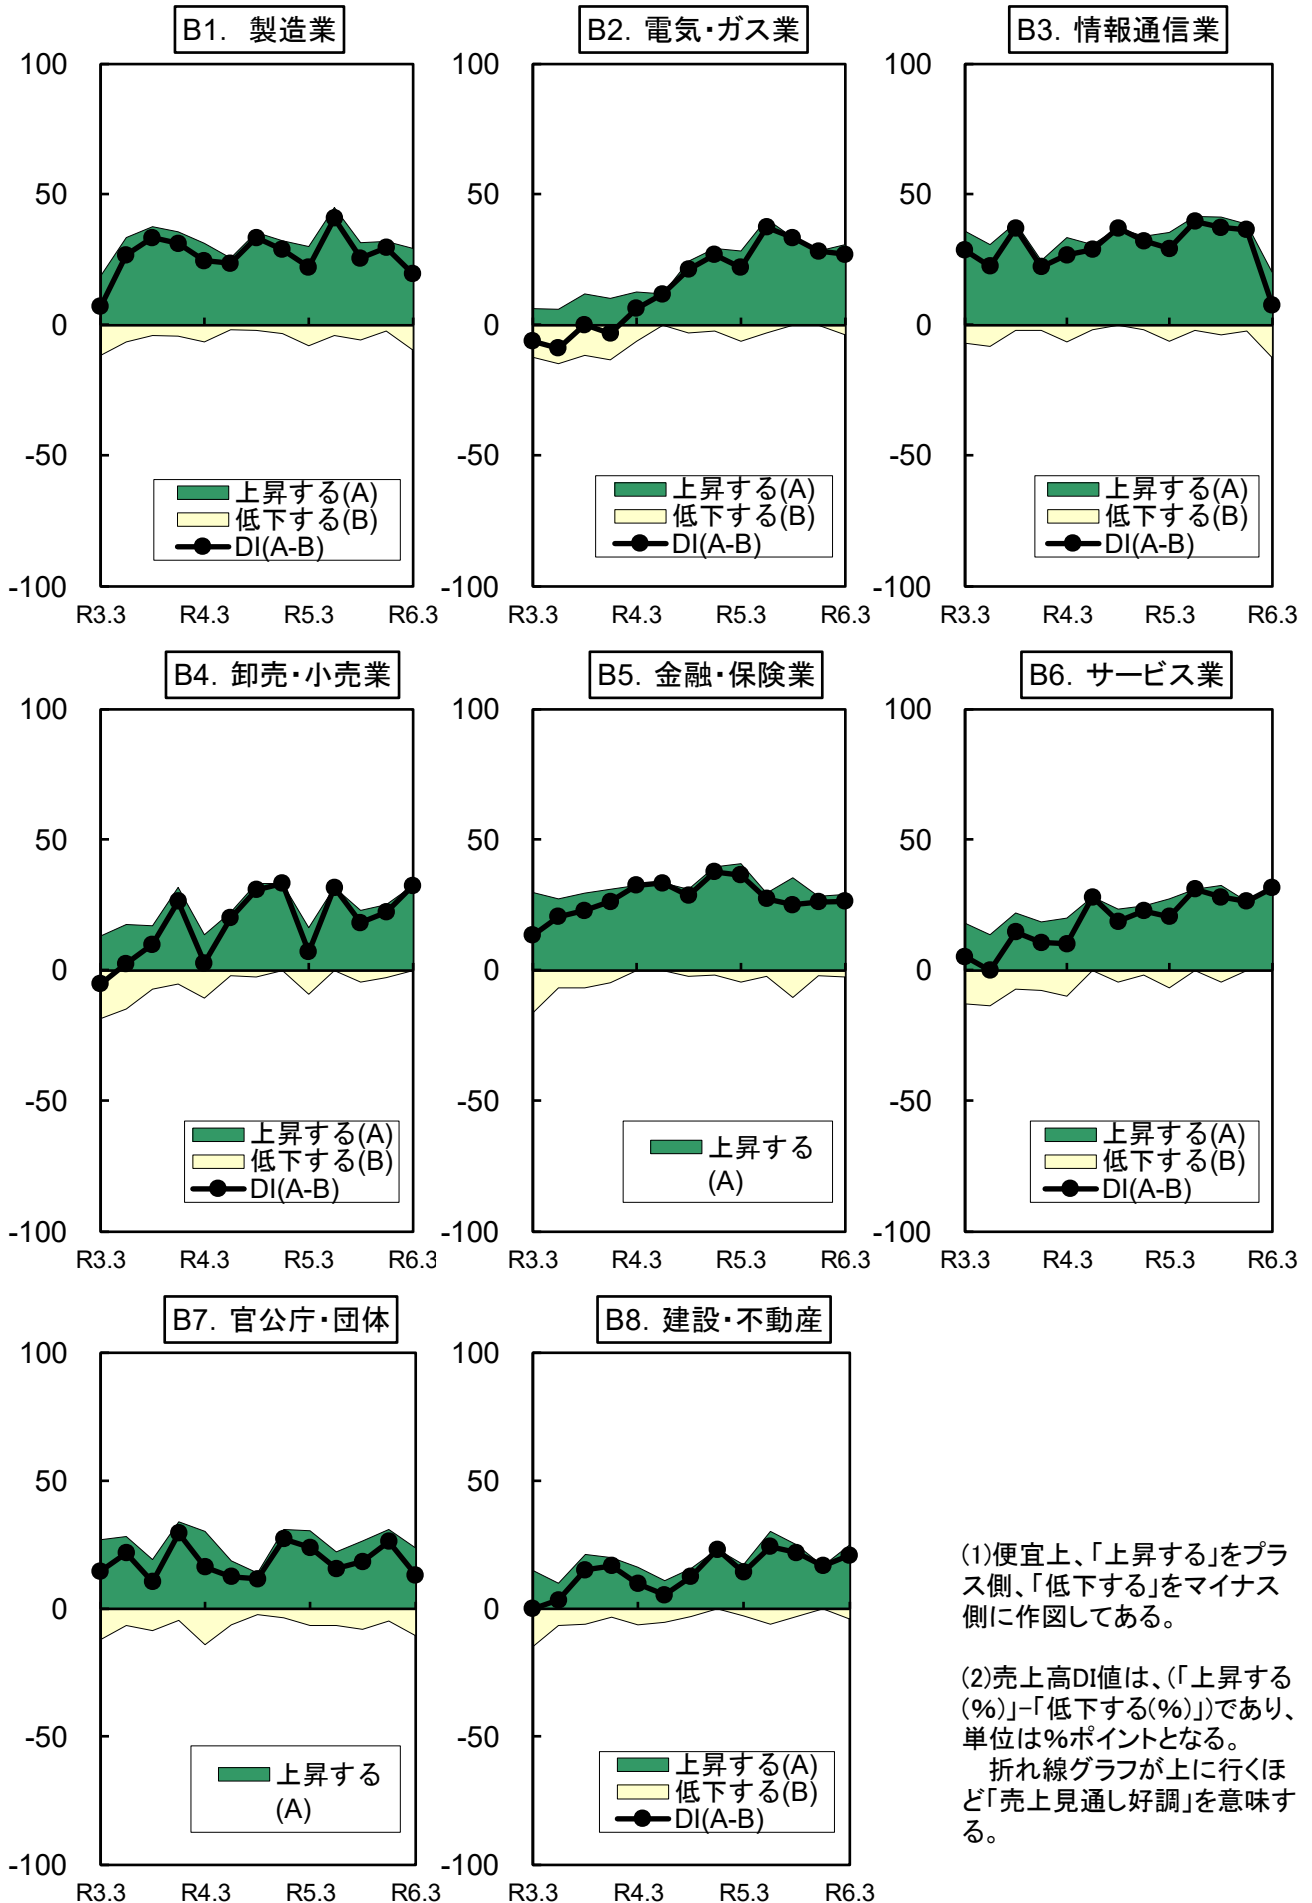 B1. 製造業
100
50
0
-50
-100
上昇する(A)
低下する(B)
DI(A-B)
R3.3 R4.3 R5.3 R6.3
B2. 電気・ガス業
100
50
0
-50
-100
上昇する(A)
低下する(B)
DI(A-B)
R3.3 R4.3 R5.3 R6.3
B3. 情報通信業
100
50
0
-50
-100
上昇する(A)
低下する(B)
DI(A-B)
R3.3 R4.3 R5.3 R6.3
B4. 卸売・小売業
100
50
0
-50
-100
上昇する(A)
低下する(B)
DI(A-B)
R3.3 R4.3 R5.3 R6.3
B5. 金融・保険業
100
50
0
-50
-100
上昇する
(A)
R3.3 R4.3 R5.3 R6.3
B6. サービス業
100
50
0
-50
-100
上昇する(A)
低下する(B)
DI(A-B)
R3.3 R4.3 R5.3 R6.3
B7. 官公庁・団体
100
50
0
-50
-100
上昇する
(A)
R3.3 R4.3 R5.3 R6.3
B8. 建設・不動産
100
50
0
-50
-100
上昇する(A)
低下する(B)
DI(A-B)
R3.3 R4.3 R5.3 R6.3
(1)便宜上、「上昇する」をプラ
ス側、「低下する」をマイナス
側に作図してある。
(2)売上高DI値は、(「上昇する
(%)」-「低下する(%)」)であり、
単位は%ポイントとなる。
　折れ線グラフが上に行くほ
ど「売上見通し好調」を意味す
る。